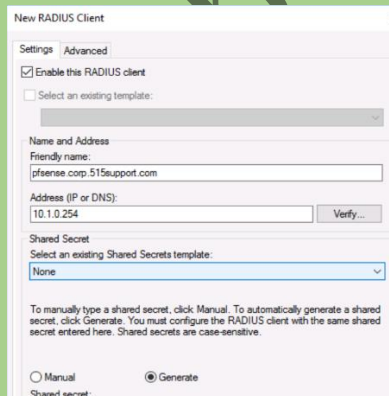 New RADIUS Client
Settings Advanced
Enable this RADIUS client
Select an existing template:
Name and Address
Friendly name:
pfsense.corp.515support.com
Address (IP or DNS):
10.1.0.254 Verify...
Shared Secret
Select an existing Shared Secrets template:
None
To manually type a shared secret, click Manual. To automatically generate a shared
secret, click Generate. You must configure the RADIUS client with the same shared
secret entered here. Shared secrets are case-sensitive.
Manual Generate
Shared secret: